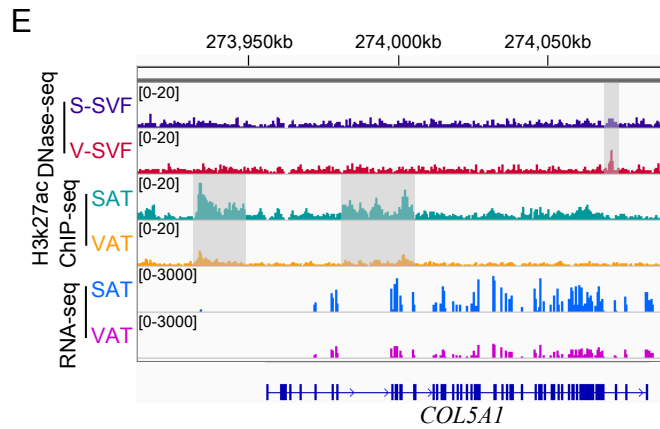 E
273,950kb 274,000kb 274,050kb
DNase-seq
S-SVF [0-20]
V-SVF [0-20]
H3k27ac
ChIP-seq
SAT [0-20]
VAT [0-20]
RNA-seq
SAT [0-3000]
VAT [0-3000]
COL5A1